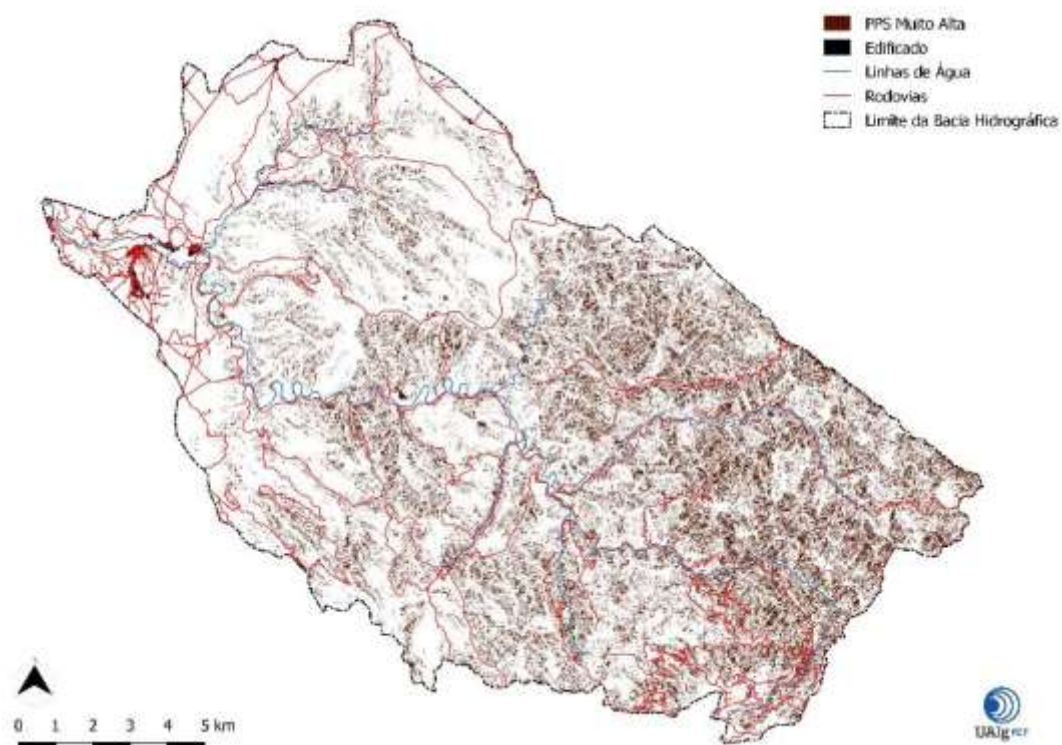 PPS Muito Alta
Edificado
Linhas de Água
Rodovias
Limite da Bacia Hidrográfica
0 1 2 3 4 5 km
UAlg FCT